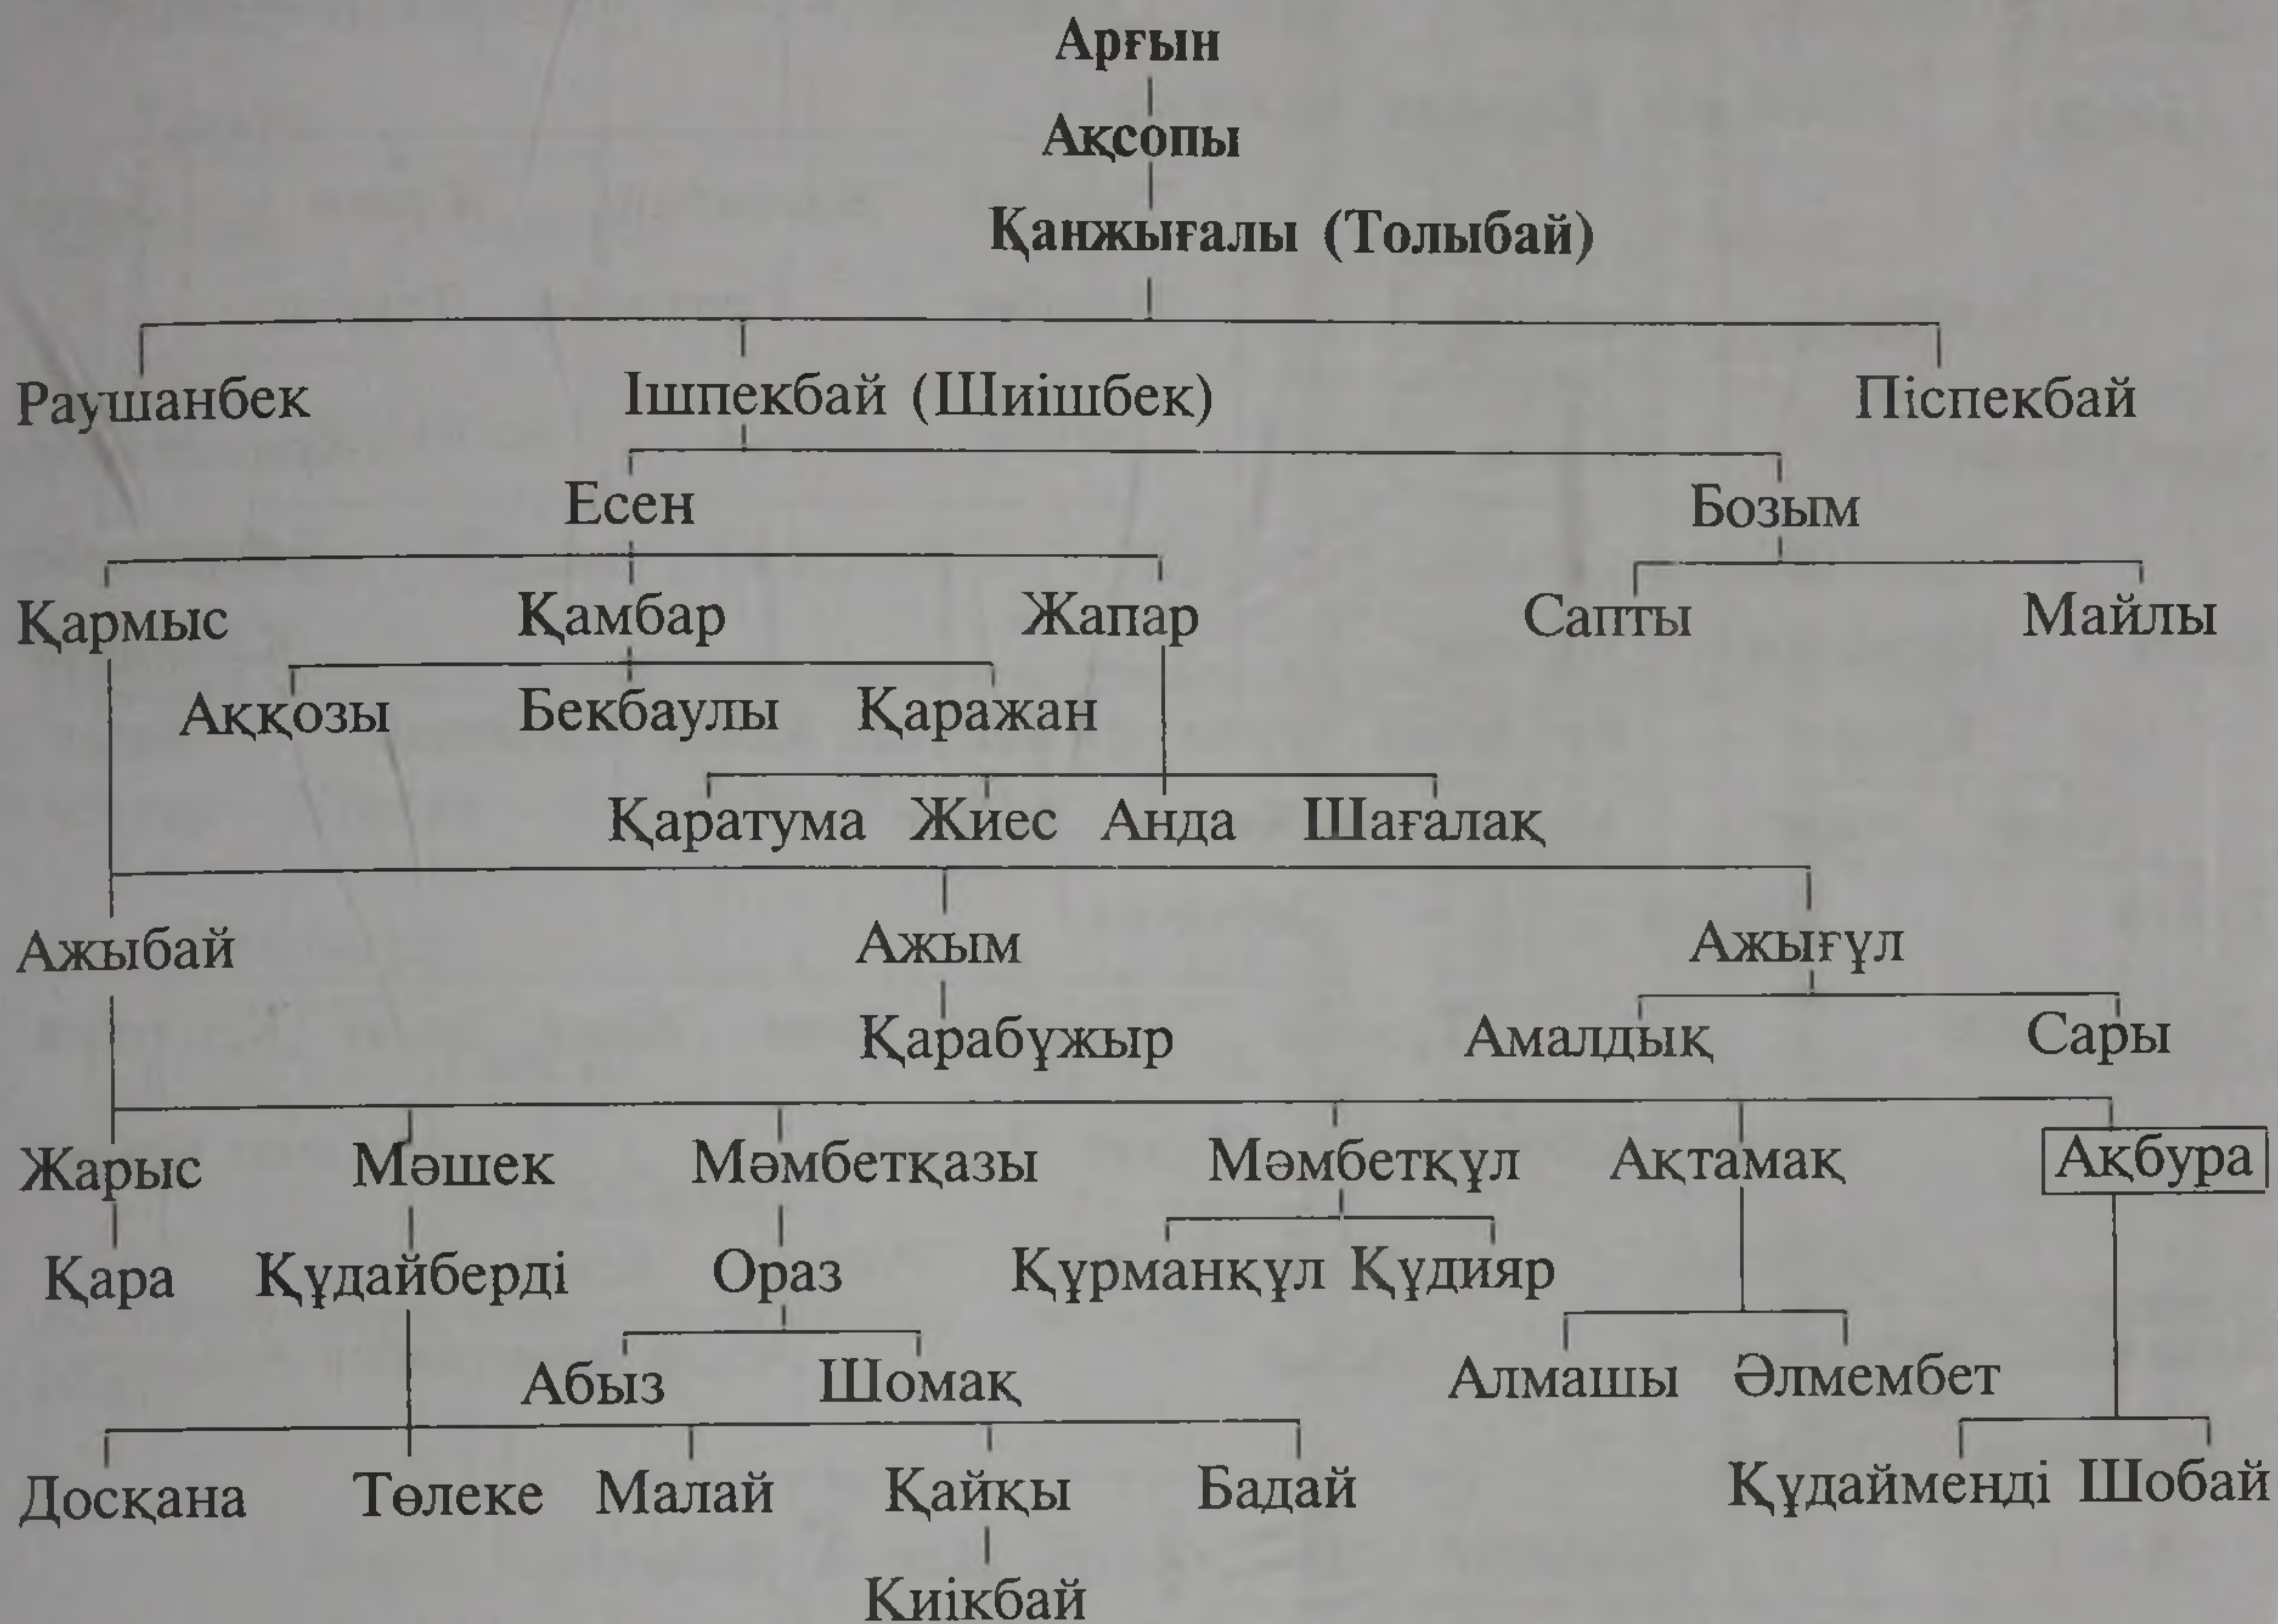 Арғын
Ақсопы
Қанжығалы (Толыбай)
Раушанбек Ішпекбай (Шиішбек) Піспекбай
Есен Бозым
Қармыс Қамбар Жапар Сапты Майлы
Аққозы Бекбаулы Қаражан
Қаратума Жиес Анда Шағалақ
Ажыбай Ажым Ажығұл
Қарабұжыр Амалдық Сары
Жарыс Мәшек Мәмбетқазы Мәмбетқұл Ақтамақ Ақбура
Қара Құдайберді Ораз Құрманқұл Құдияр
Абыз Шомақ Алмашы Әлмембет
Досқана Төлеке Малай Қайқы Бадай Құдайменді Шобай
Киікбай